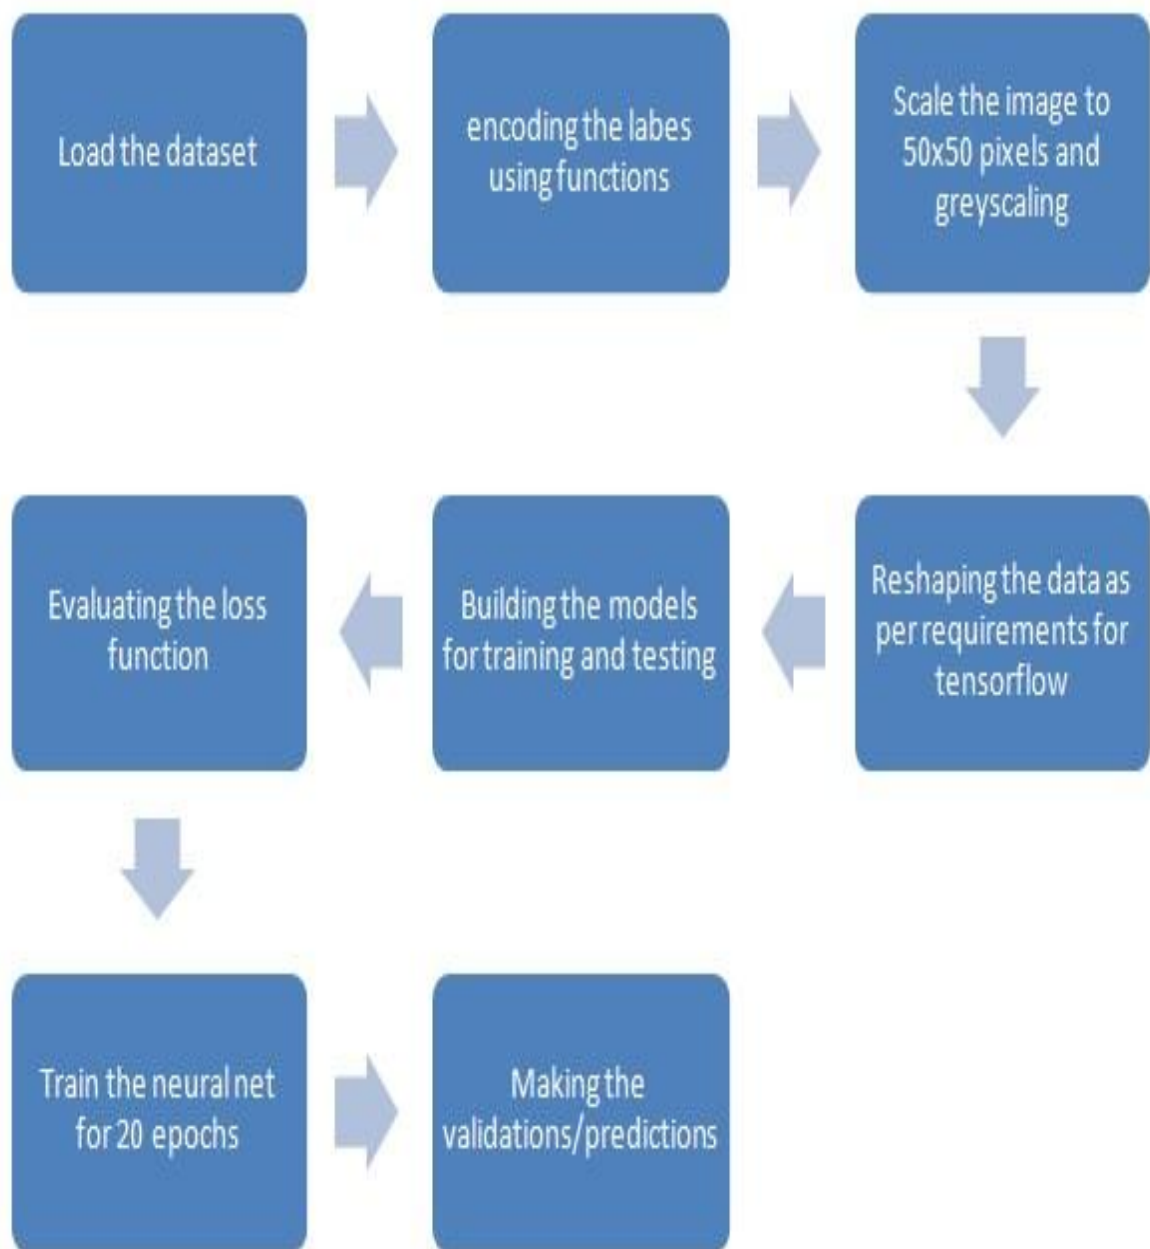 Load the dataset
encoding the labes
using functions
Scale the image to
50x50 pixels and
greyscaling
Reshaping the data as
per requirements for
tensorflow
Building the models
for training and testing
Evaluating the loss
function
Train the neural net
for 20 epochs
Making the
validations/predictions